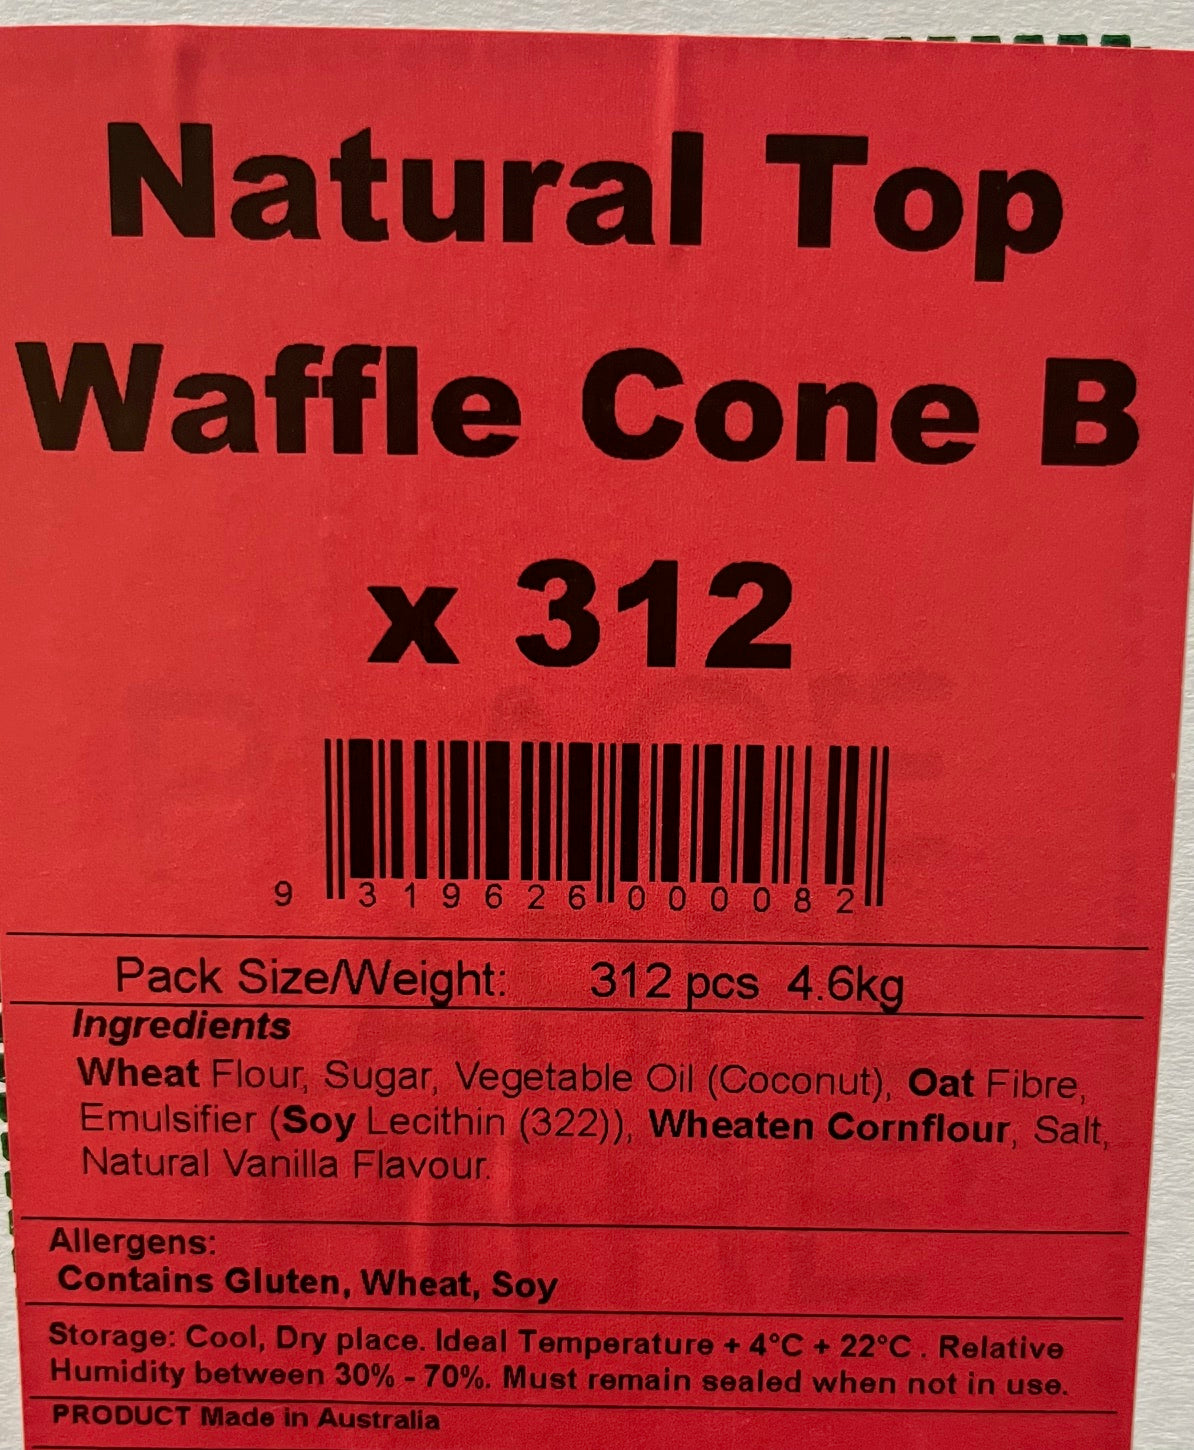 Natural Top
Waffle Cone B
x 312
9 319626 000082
Pack Size/Weight: 312 pcs 4.6kg
Ingredients
Wheat Flour, Sugar, Vegetable Oil (Coconut), Oat Fibre,
Emulsifier (Soy Lecithin (322)), Wheaten Cornflour, Salt,
Natural Vanilla Flavour.
Allergens:
Contains Gluten, Wheat, Soy
Storage: Cool, Dry place. Ideal Temperature + 4°C + 22°C . Relative
Humidity between 30% - 70%. Must remain sealed when not in use.
PRODUCT Made in Australia